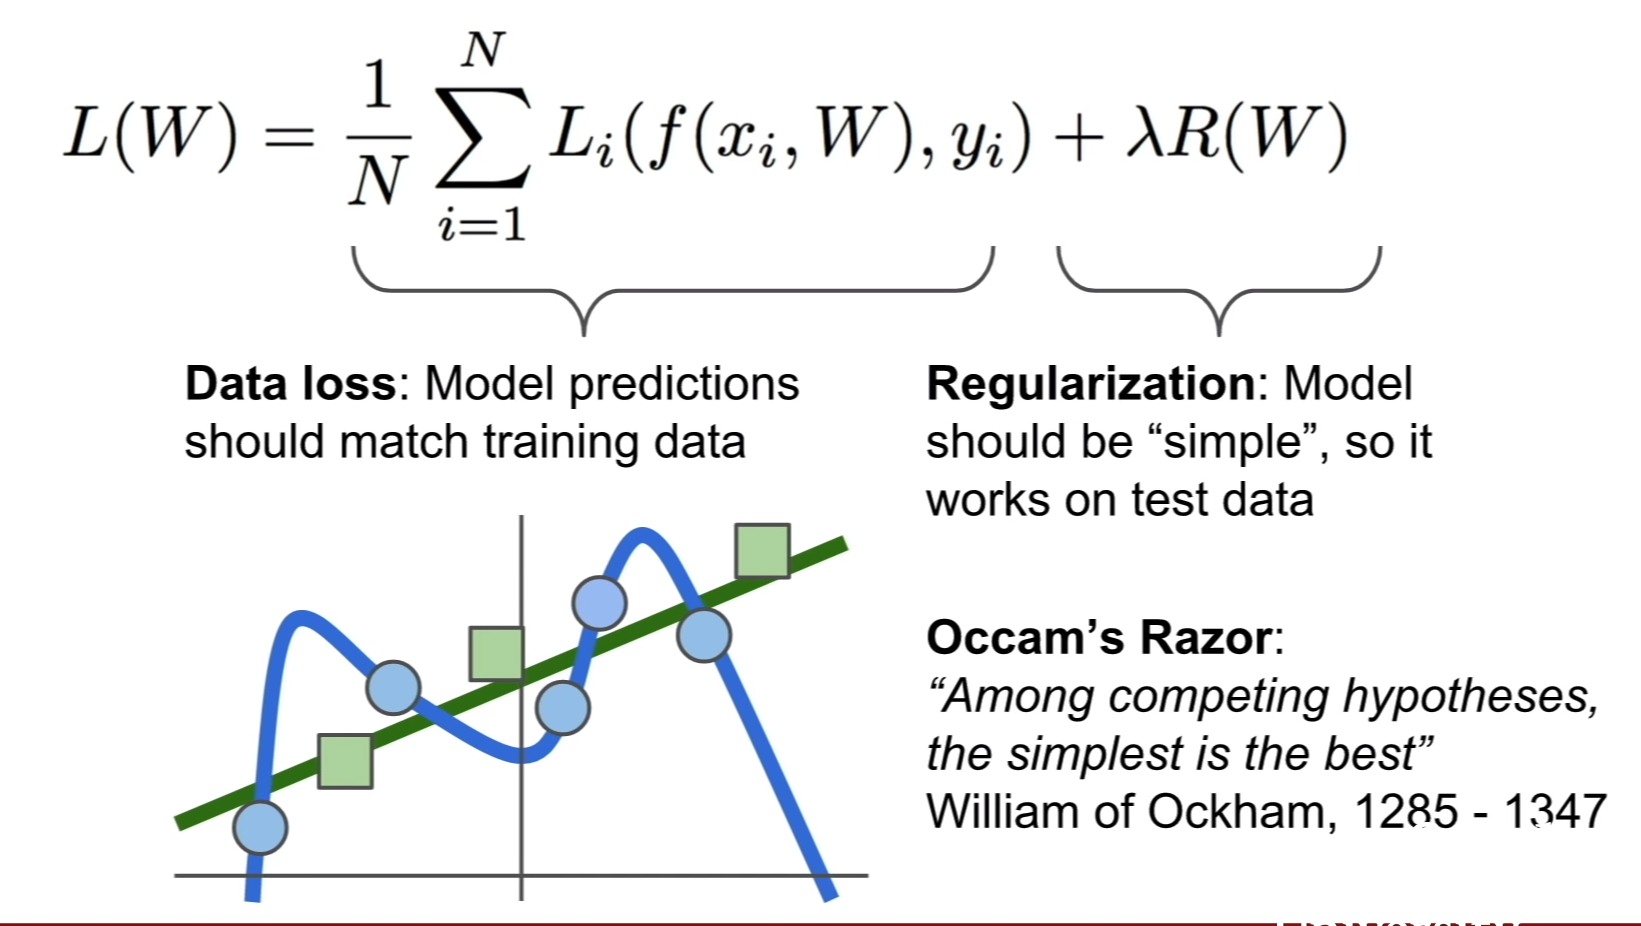 L(W) = \frac{1}{N} \sum_{i=1}^{N} L_i(f(x_i, W), y_i) + λR(W)
Data loss: Model predictions
should match training data
Regularization: Model
should be “simple”, so it
works on test data
Occam’s Razor:
“Among competing hypotheses,
the simplest is the best”
William of Ockham, 1285 - 1347